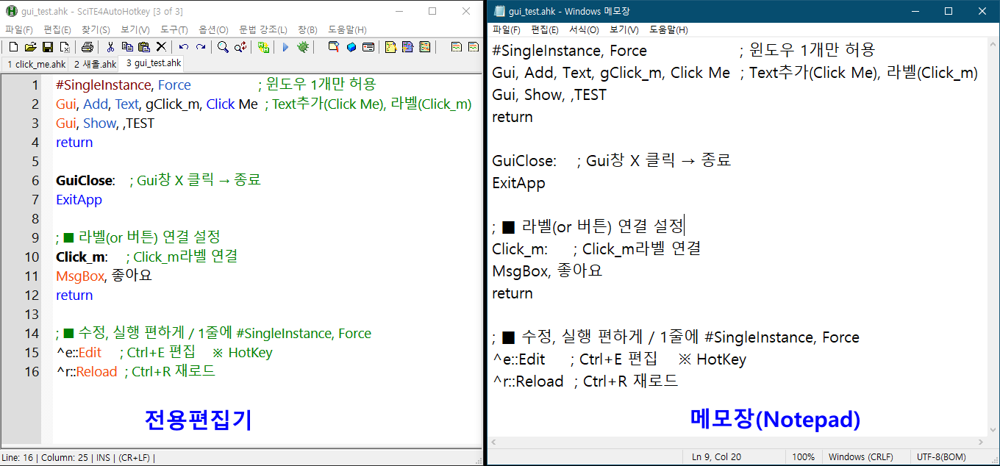 gui_test.ahk - SciTE4AutoHotkey [3 of 3]
파일(F) 편집(E) 찾기(S) 보기(V) 도구(T) 옵션(O) 문법 강조(L) 창(B) 도움말(H)
1 click_me.ahk 2 새올.ahk 3 gui_test.ahk
1 #SingleInstance, Force ; 윈도우 1개만 허용
2 Gui, Add, Text, gClick_m, Click Me ; Text추가(Click Me), 라벨(Click_m)
3 Gui, Show, ,TEST
4 return
5
6 GuiClose: ; Gui창 X 클릭 → 종료
7 ExitApp
8
9 ; ■ 라벨(or 버튼) 연결 설정
10 Click_m: ; Click_m라벨 연결
11 MsgBox, 좋아요
12 return
13
14 ; ■ 수정, 실행 편하게 / 1줄에 #SingleInstance, Force
15 ^e::Edit ; Ctrl+E 편집 ※ HotKey
16 ^r::Reload ; Ctrl+R 재로드
전용편집기
Line: 16 | Column: 25 | INS | (CR+LF) |
gui_test.ahk - Windows 메모장
파일(F) 편집(E) 서식(O) 보기(V) 도움말(H)
#SingleInstance, Force ; 윈도우 1개만 허용
Gui, Add, Text, gClick_m, Click Me ; Text추가(Click Me), 라벨(Click_m)
Gui, Show, ,TEST
return
GuiClose: ; Gui창 X 클릭 → 종료
ExitApp
; ■ 라벨(or 버튼) 연결 설정
Click_m: ; Click_m라벨 연결
MsgBox, 좋아요
return
; ■ 수정, 실행 편하게 / 1줄에 #SingleInstance, Force
^e::Edit ; Ctrl+E 편집 ※ HotKey
^r::Reload ; Ctrl+R 재로드
메모장(Notepad)
Ln 9, Col 20 100% Windows (CRLF) UTF-8(BOM)